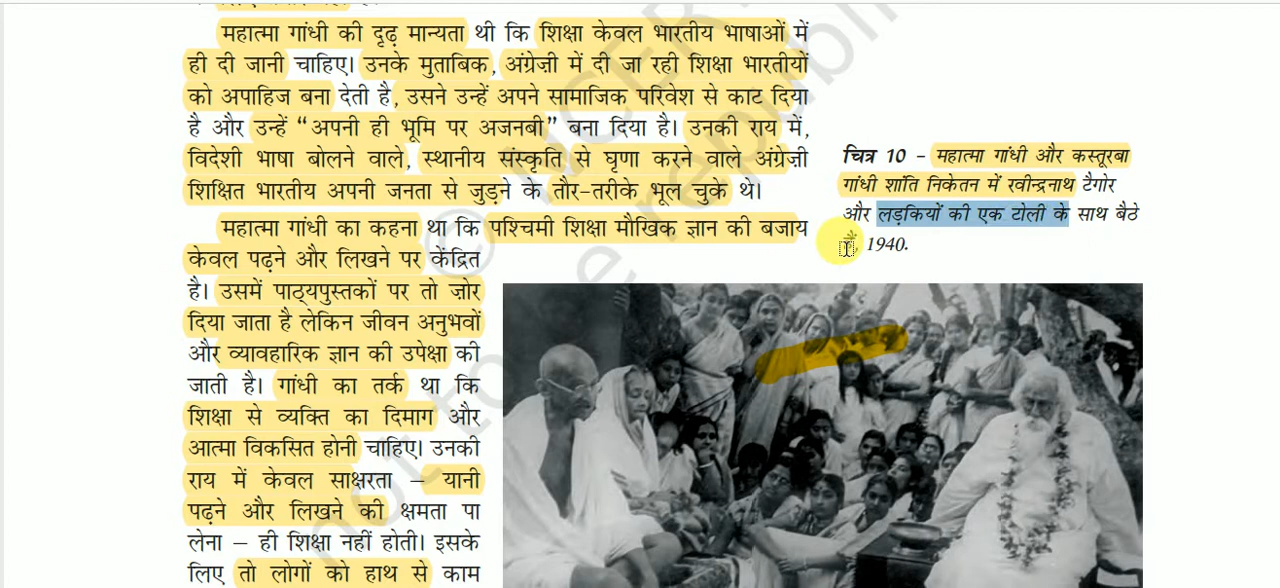 महात्मा गांधी की दृढ़ मान्यता थी कि शिक्षा केवल भारतीय भाषाओं में
ही दी जानी चाहिए। उनके मुताबिक, अंग्रेज़ी में दी जा रही शिक्षा भारतीयों
को अपाहिज बना देती है, उसने उन्हें अपने सामाजिक परिवेश से काट दिया
है और उन्हें “अपनी ही भूमि पर अजनबी” बना दिया है। उनकी राय में,
विदेशी भाषा बोलने वाले, स्थानीय संस्कृति से घृणा करने वाले अंग्रेज़ी
शिक्षित भारतीय अपनी जनता से जुड़ने के तौर-तरीके भूल चुके थे।
महात्मा गांधी का कहना था कि पश्चिमी शिक्षा मौखिक ज्ञान की बजाय
केवल पढ़ने और लिखने पर केंद्रित
है। उसमें पाठ्यपुस्तकों पर तो ज़ोर
दिया जाता है लेकिन जीवन अनुभवों
और व्यावहारिक ज्ञान की उपेक्षा की
जाती है। गांधी का तर्क था कि
शिक्षा से व्यक्ति का दिमाग और
आत्मा विकसित होनी चाहिए। उनकी
राय में केवल साक्षरता – यानी
पढ़ने और लिखने की क्षमता पा
लेना – ही शिक्षा नहीं होती। इसके
लिए तो लोगों को हाथ से काम
चित्र 10 – महात्मा गांधी और कस्तूरबा
गांधी शांति निकेतन में रवीन्द्रनाथ टैगोर
और लड़कियों की एक टोली के साथ बैठे
1940.